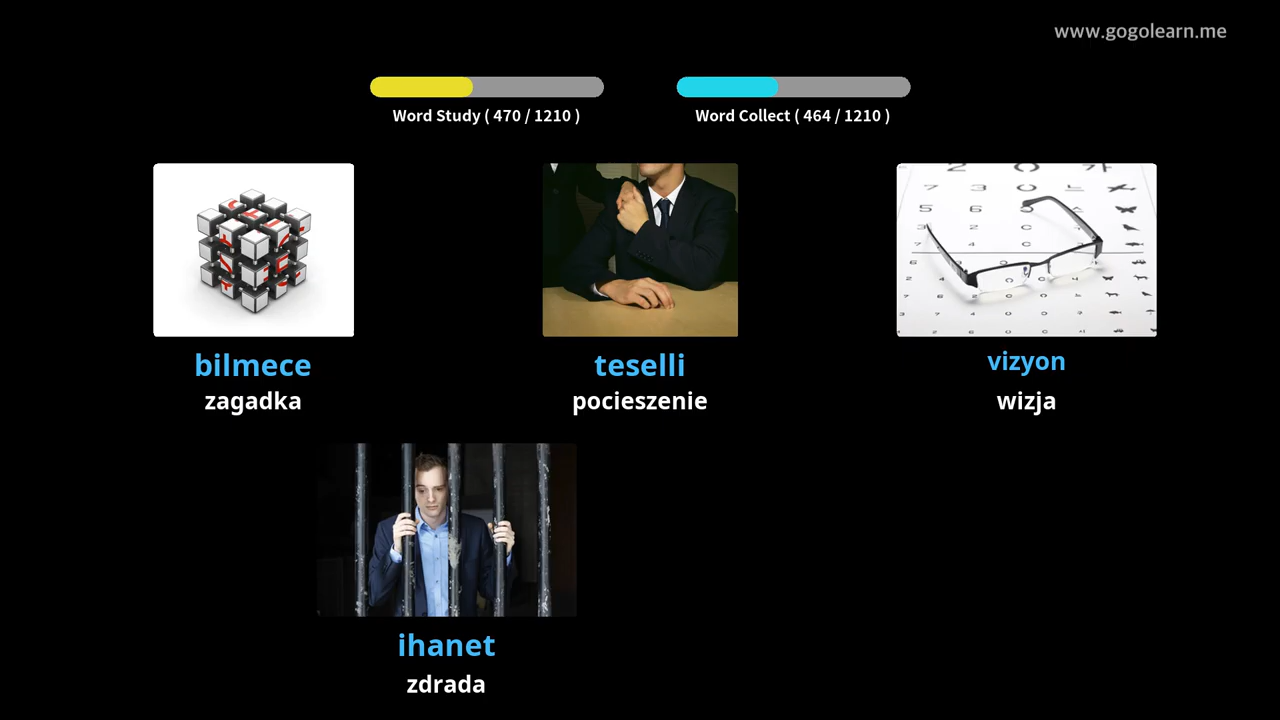 www.gogolearn.me
Word Study ( 470 / 1210 )
Word Collect ( 464 / 1210 )
bilmece
zagadka
teselli
pocieszenie
vizyon
wizja
ihanet
zdrada